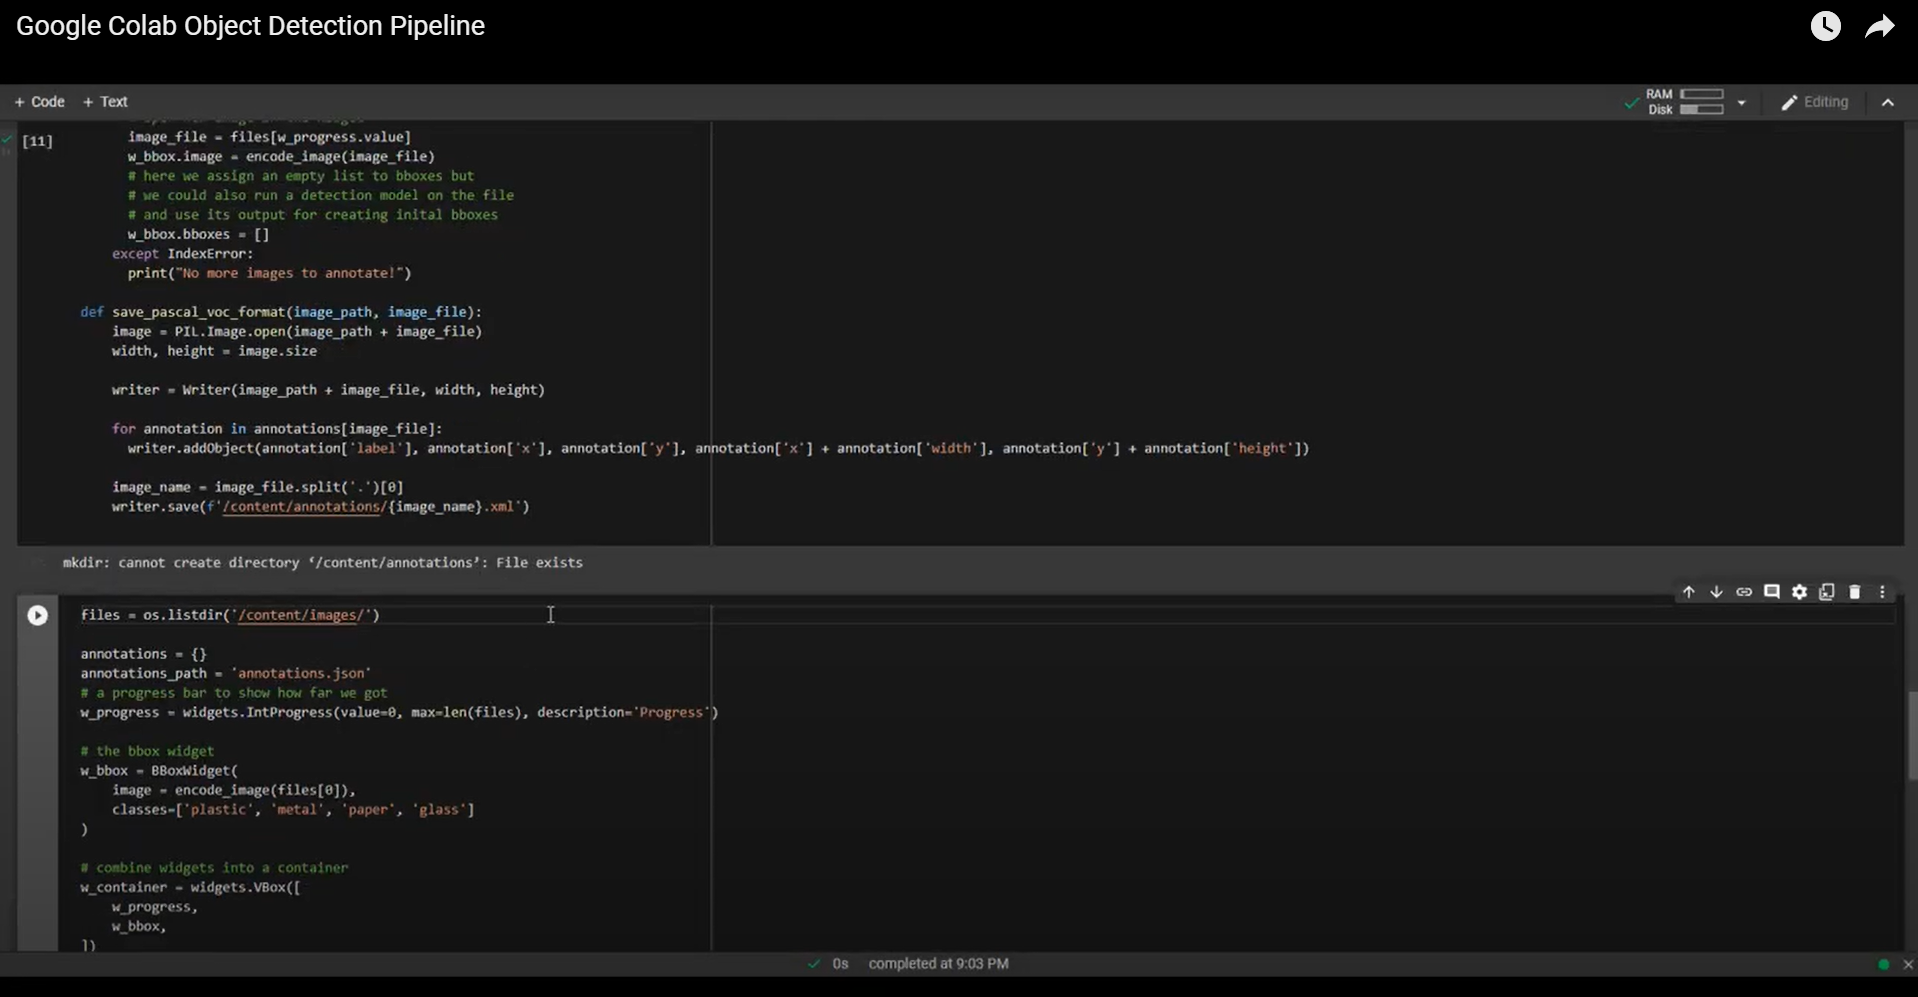 Google Colab Object Detection Pipeline
+ Code + Text
RAM
Disk
Editing
[11]
image_file = files[w_progress.value]
w_bbox.image = encode_image(image_file)
# here we assign an empty list to bboxes but
# we could also run a detection model on the file
# and use its output for creating inital bboxes
w_bbox.bboxes = []
except IndexError:
print("No more images to annotate!")
def save_pascal_voc_format(image_path, image_file):
image = PIL.Image.open(image_path + image_file)
width, height = image.size
writer = Writer(image_path + image_file, width, height)
for annotation in annotations[image_file]:
writer.addObject(annotation['label'], annotation['x'], annotation['y'], annotation['x'] + annotation['width'], annotation['y'] + annotation['height'])
image_name = image_file.split('.')[0]
writer.save(f'/content/annotations/{image_name}.xml')
mkdir: cannot create directory ‘/content/annotations’: File exists
files = os.listdir('/content/images/')
annotations = {}
annotations_path = 'annotations.json'
# a progress bar to show how far we got
w_progress = widgets.IntProgress(value=0, max=len(files), description='Progress')
# the bbox widget
w_bbox = BBoxWidget(
image = encode_image(files[0]),
classes=['plastic', 'metal', 'paper', 'glass']
)
# combine widgets into a container
w_container = widgets.VBox([
w_progress,
w_bbox,
])
0s completed at 9:03 PM